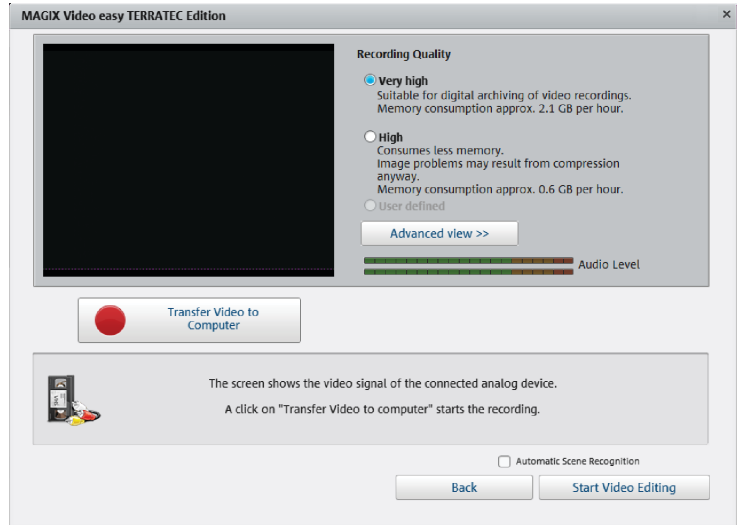 MAGIX Video easy TERRATEC Edition
Recording Quality
Very high
Suitable for digital archiving of video recordings.
Memory consumption approx. 2.1 GB per hour.
High
Consumes less memory.
Image problems may result from compression
anyway.
Memory consumption approx. 0.6 GB per hour.
User defined
Advanced view >>
Audio Level
Transfer Video to
Computer
The screen shows the video signal of the connected analog device.
A click on "Transfer Video to computer" starts the recording.
Automatic Scene Recognition
Back
Start Video Editing